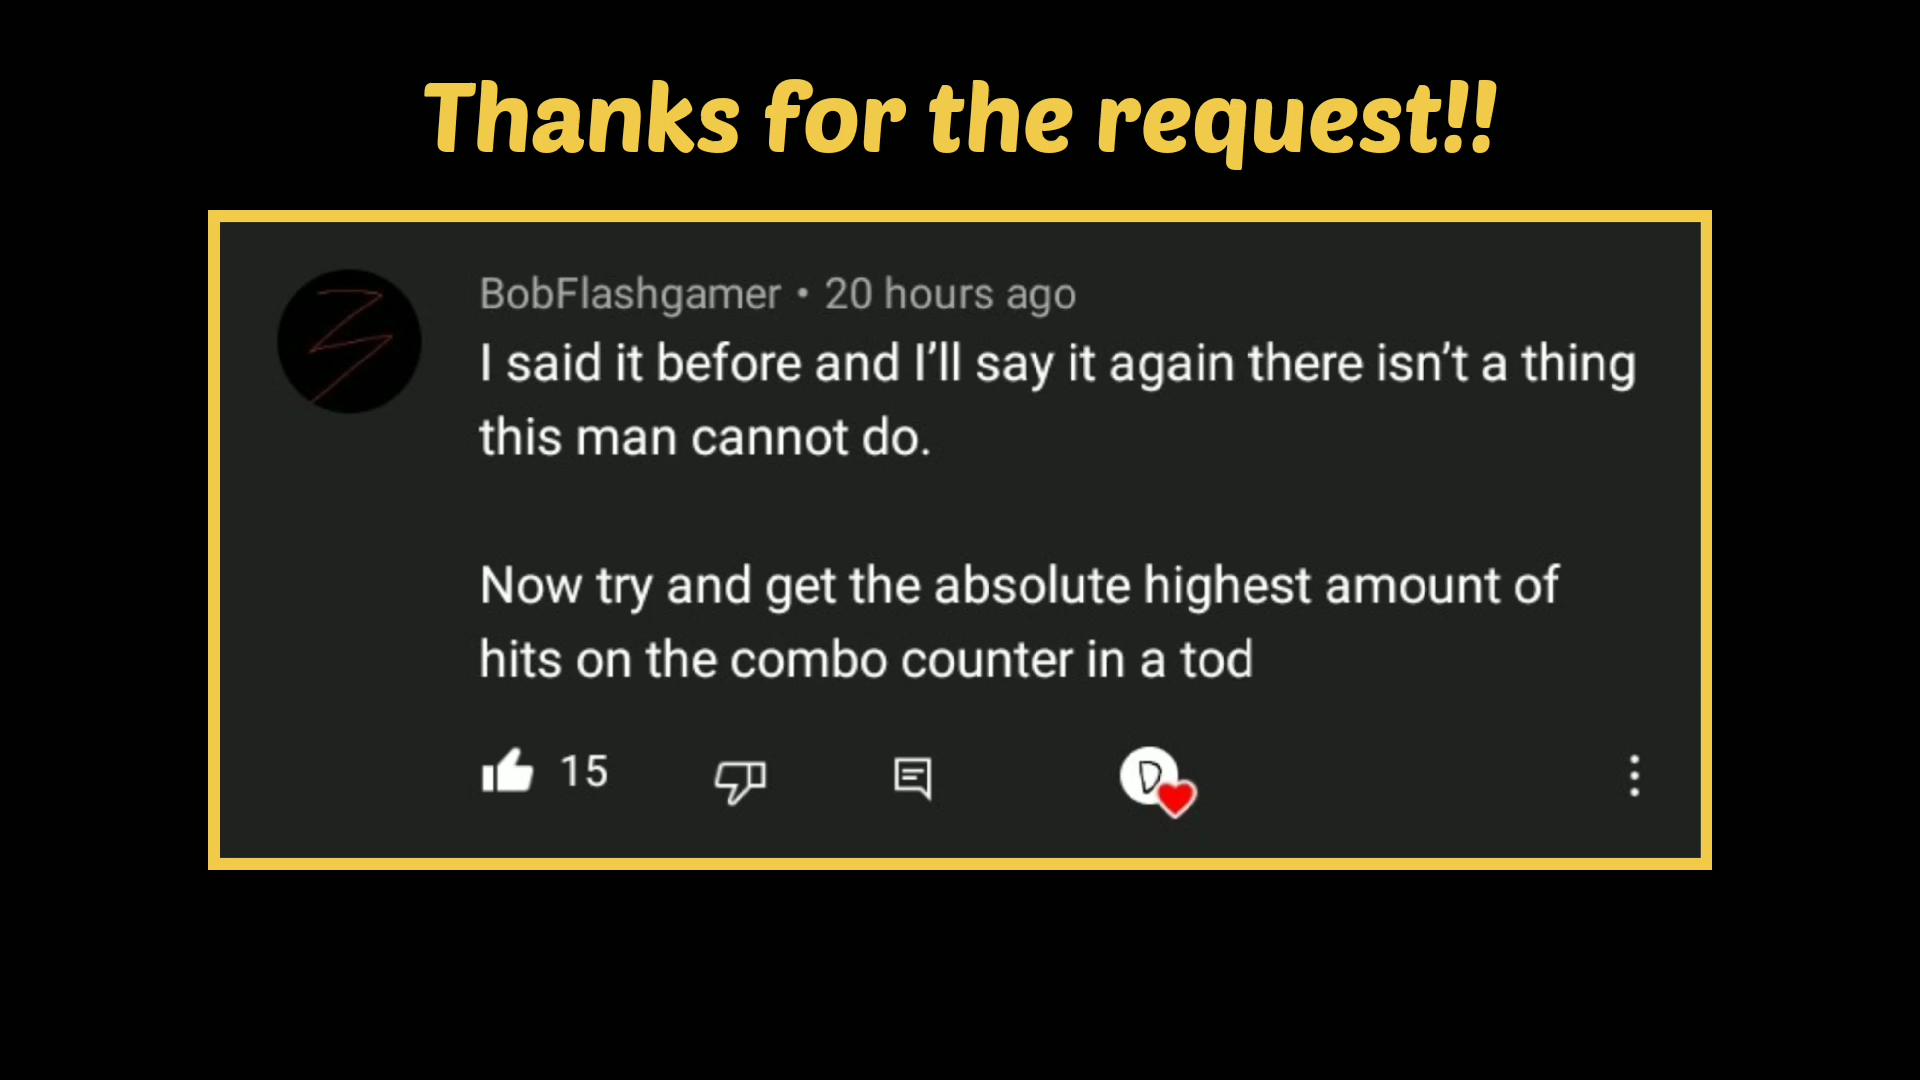 Thanks for the request!!
BobFlashgamer • 20 hours ago
I said it before and I’ll say it again there isn’t a thing
this man cannot do.
Now try and get the absolute highest amount of
hits on the combo counter in a tod
15
D